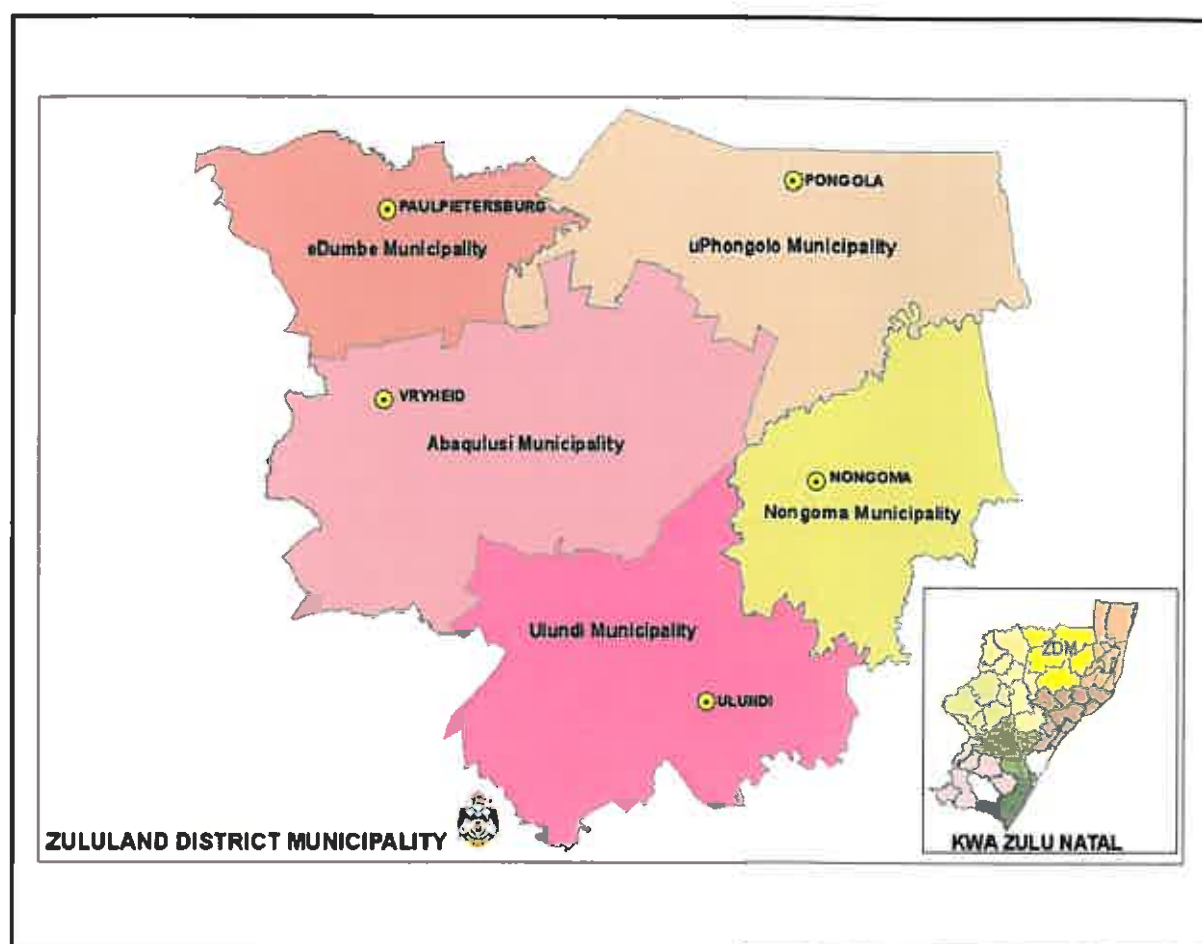 PONGOLA
PAULPIETERSBURG
eDumbe Municipality
uPhongolo Municipality
VRYHEID
Abaqulusi Municipality
NONGOMA
Nongoma Municipality
Ulundi Municipality
ULUNDI
ZDM
ZULULAND DISTRICT MUNICIPALITY
KWA ZULU NATAL